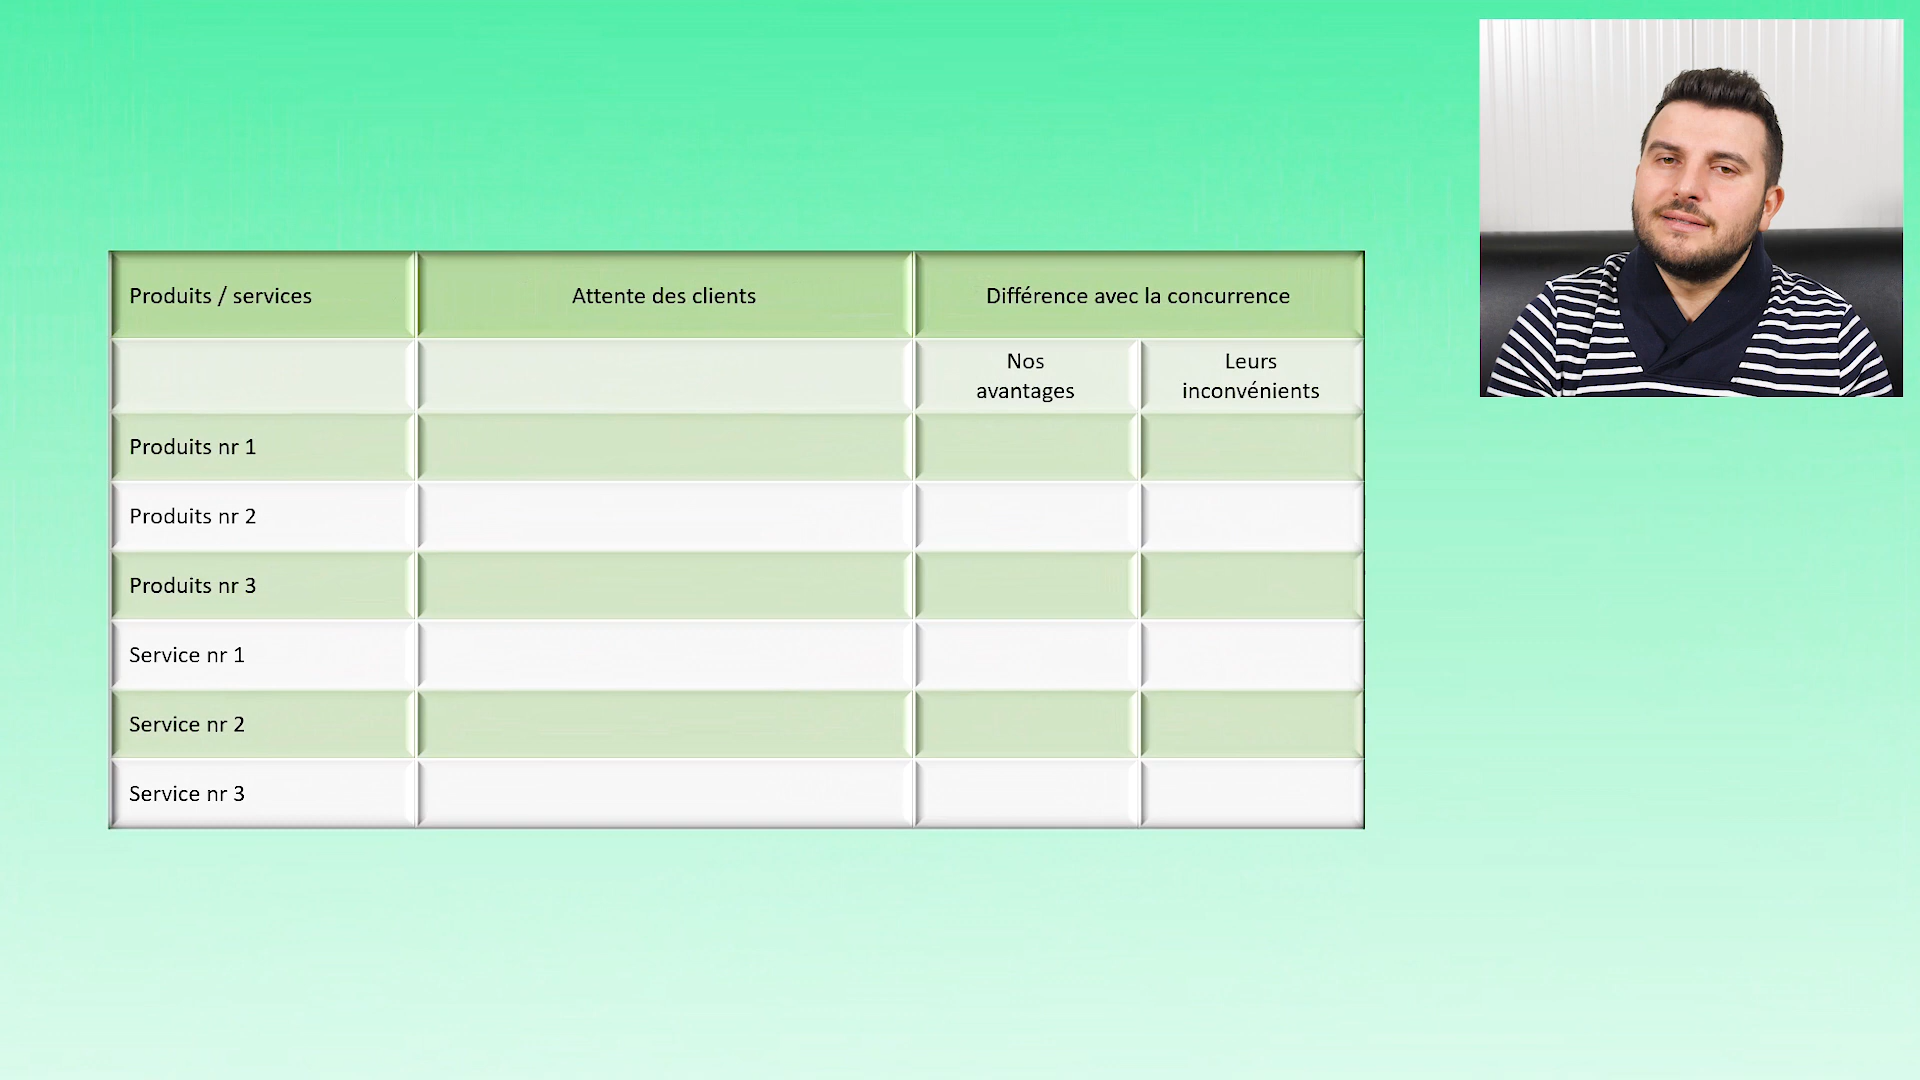 Produits / services
Attente des clients
Différence avec la concurrence
Nos
avantages
Leurs
inconvénients
Produits nr 1
Produits nr 2
Produits nr 3
Service nr 1
Service nr 2
Service nr 3